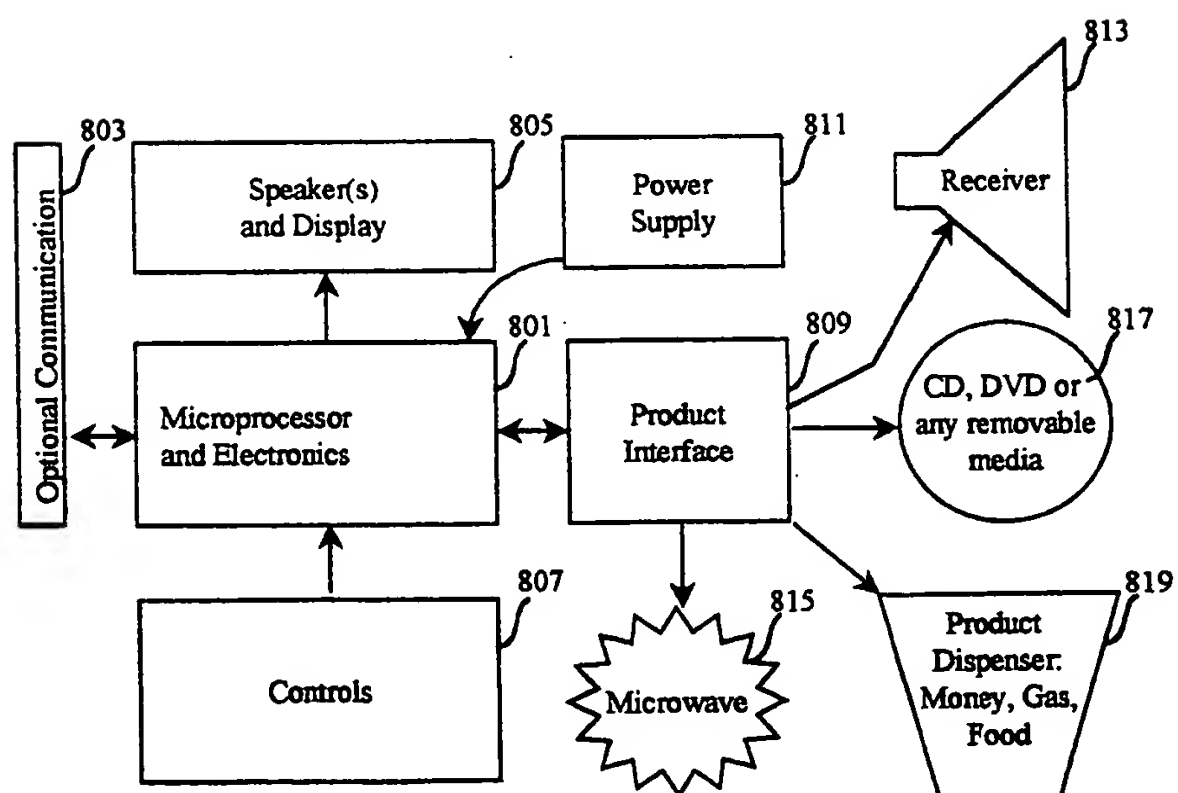 813
803
805
811
Optional Communication
Speaker(s)
and Display
Power
Supply
Receiver
801
809
817
Microprocessor
and Electronics
Product
Interface
CD, DVD or
any removable
media
807
815
819
Controls
Microwave
Product
Dispenser:
Money, Gas,
Food